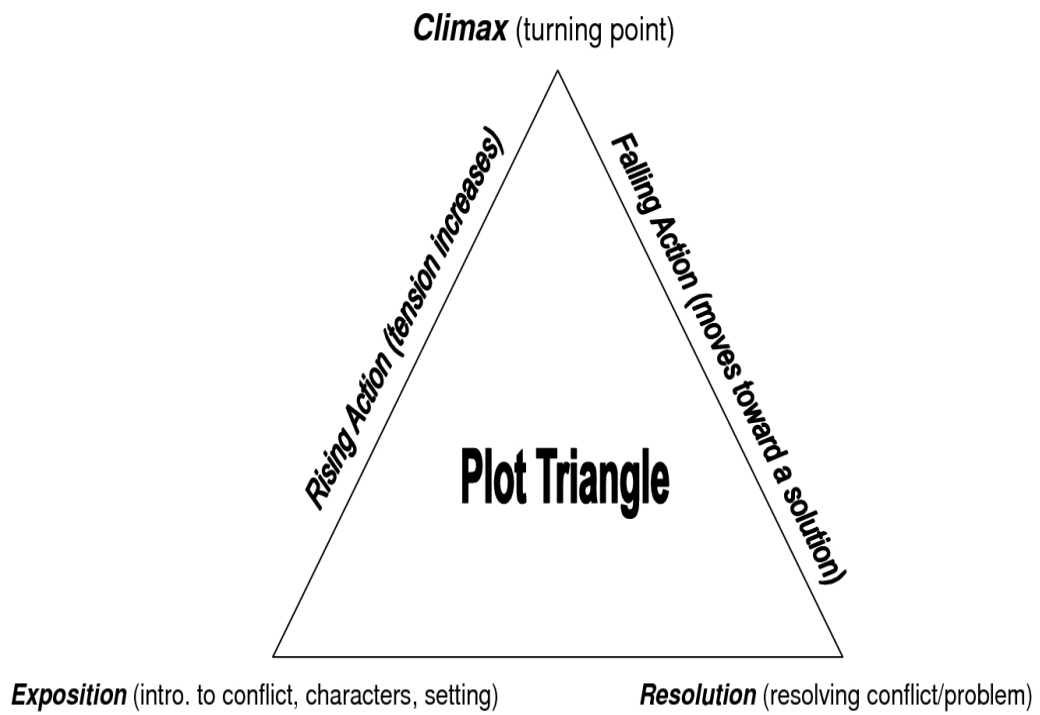 Climax (turning point)
Rising Action (tension increases)
Falling Action (moves toward a solution)
Plot Triangle
Exposition (intro. to conflict, characters, setting)
Resolution (resolving conflict/problem)